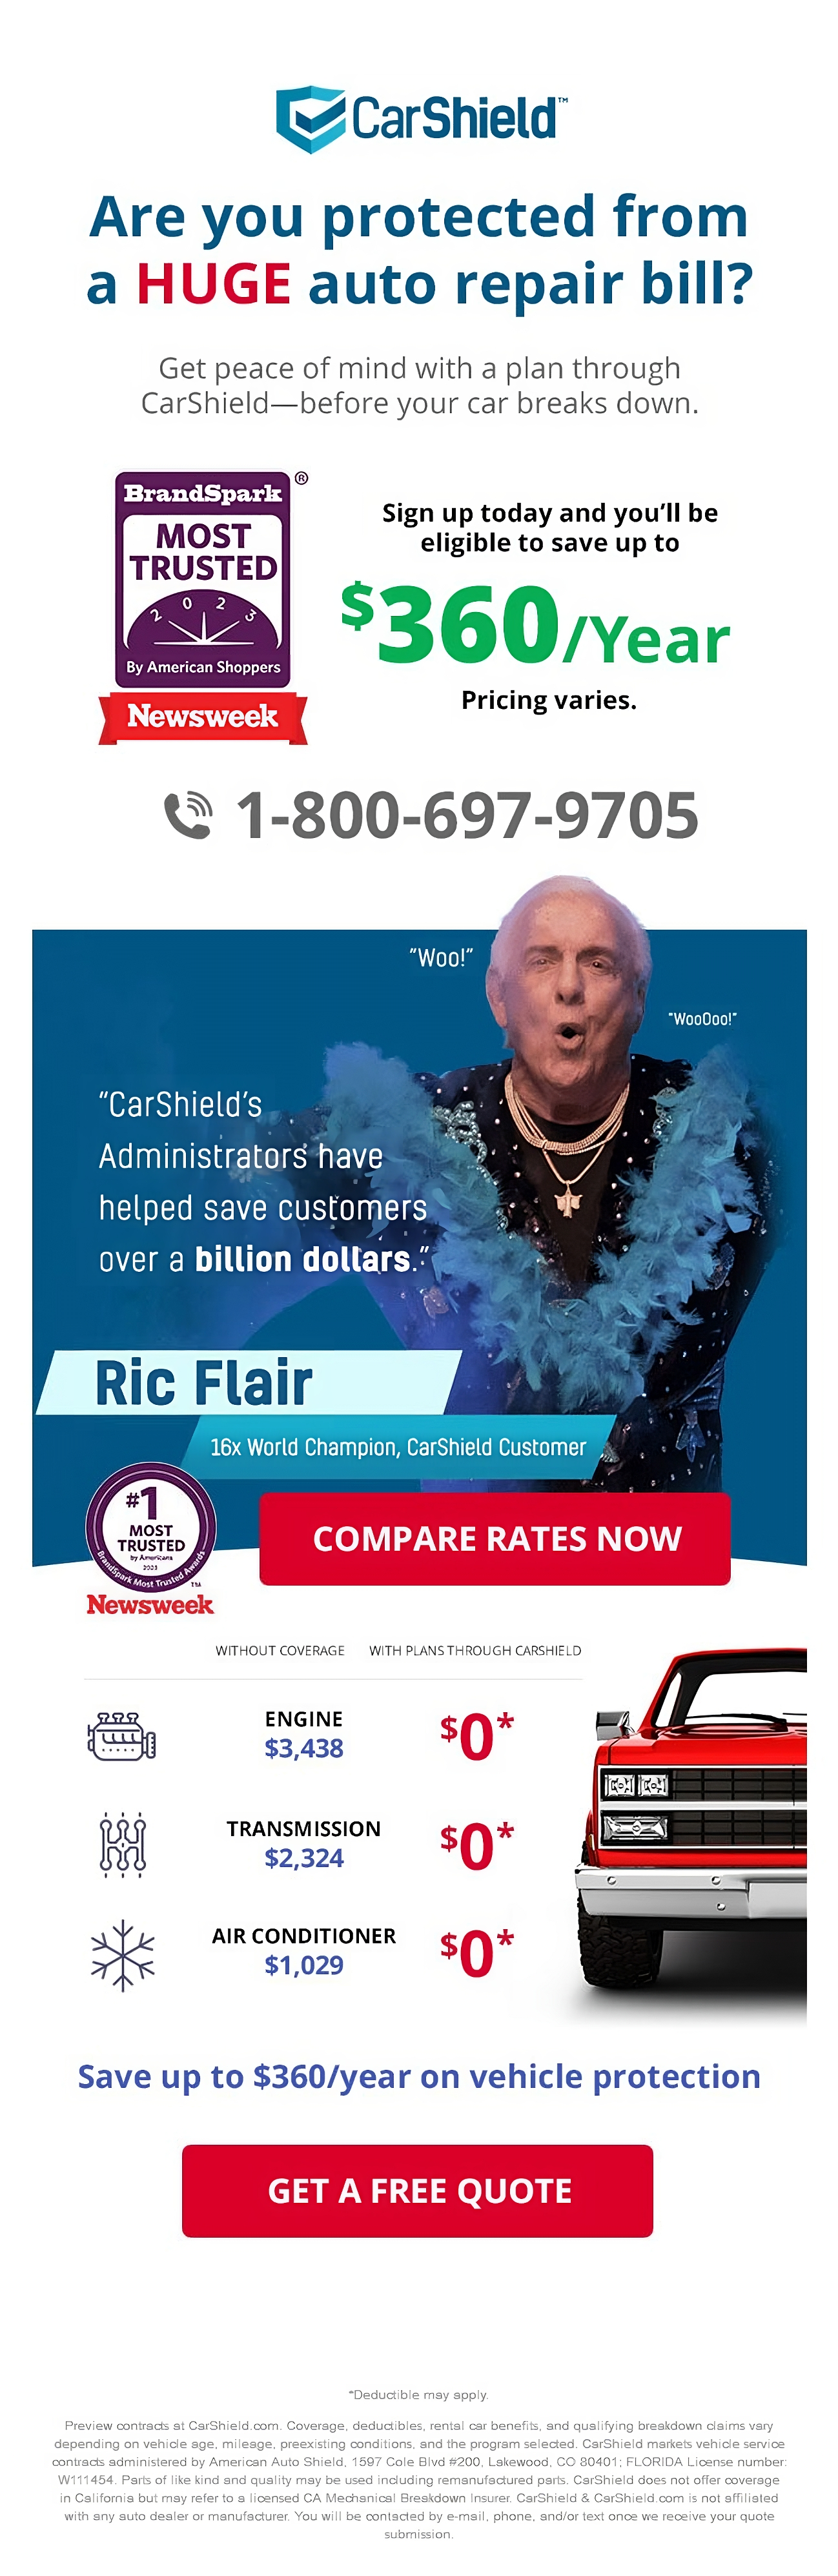 CarShield™
Are you protected from
a HUGE auto repair bill?
Get peace of mind with a plan through
CarShield—before your car breaks down.
BrandSpark®
MOST
TRUSTED
2 0 2 3
By American Shoppers
Newsweek
Sign up today and you'll be
eligible to save up to
$360/Year
Pricing varies.
1-800-697-9705
"Woo!"
"WooOoo!"
"CarShield's
Administrators have
helped save customers
over a billion dollars."
Ric Flair
16x World Champion, CarShield Customer
#1
MOST
TRUSTED
by Americans
2023
BrandSpark Most Trusted Awards
TM
Newsweek
COMPARE RATES NOW
WITHOUT COVERAGE WITH PLANS THROUGH CARSHIELD
ENGINE
$3,438
$0*
TRANSMISSION
$2,324
$0*
AIR CONDITIONER
$1,029
$0*
Save up to $360/year on vehicle protection
GET A FREE QUOTE
*Deductible may apply.
Preview contracts at CarShield.com. Coverage, deductibles, rental car benefits, and qualifying breakdown claims vary
depending on vehicle age, mileage, preexisting conditions, and the program selected. CarShield markets vehicle service
contracts administered by American Auto Shield, 1597 Cole Blvd #200, Lakewood, CO 80401; FLORIDA License number:
W111454. Parts of like kind and quality may be used including remanufactured parts. CarShield does not offer coverage
in California but may refer to a licensed CA Mechanical Breakdown Insurer. CarShield & CarShield.com is not affiliated
with any auto dealer or manufacturer. You will be contacted by e-mail, phone, and/or text once we receive your quote
submission.